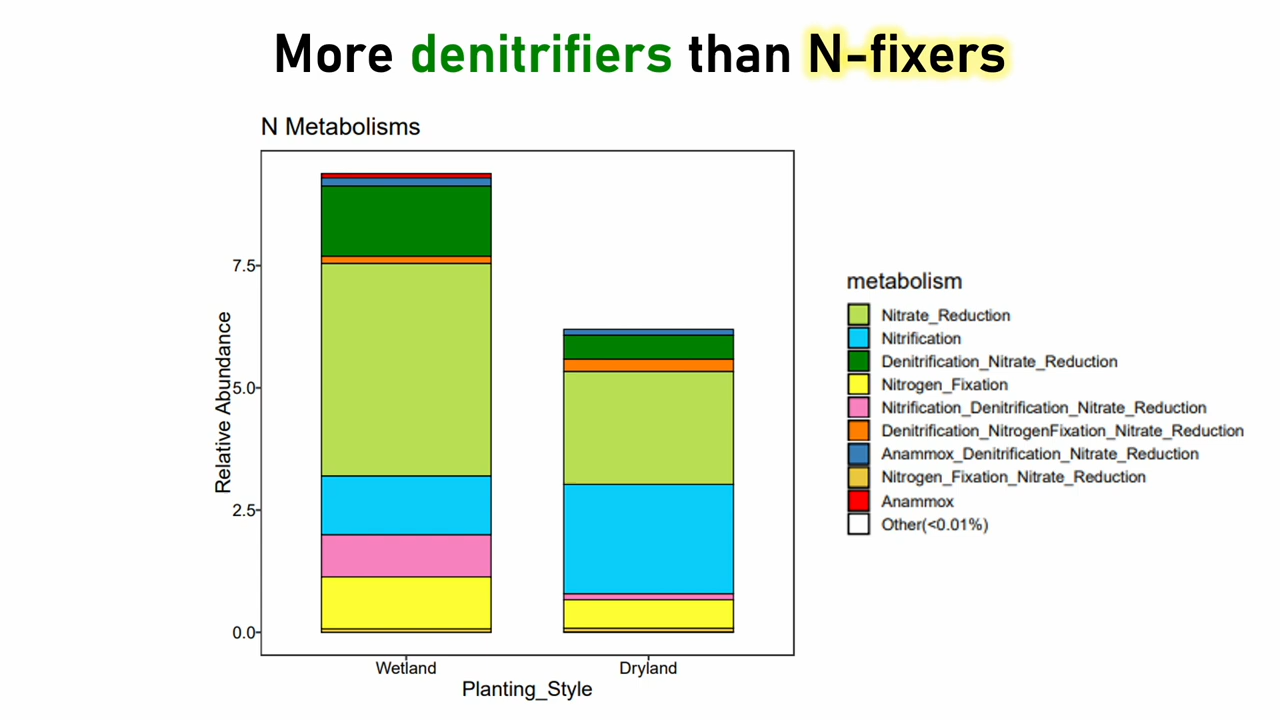 More denitrifiers than N-fixers
N Metabolisms
7.5
5.0
2.5
0.0
Relative Abundance
Wetland
Dryland
Planting_Style
metabolism
Nitrate_Reduction
Nitrification
Denitrification_Nitrate_Reduction
Nitrogen_Fixation
Nitrification_Denitrification_Nitrate_Reduction
Denitrification_NitrogenFixation_Nitrate_Reduction
Anammox_Denitrification_Nitrate_Reduction
Nitrogen_Fixation_Nitrate_Reduction
Anammox
Other(<0.01%)